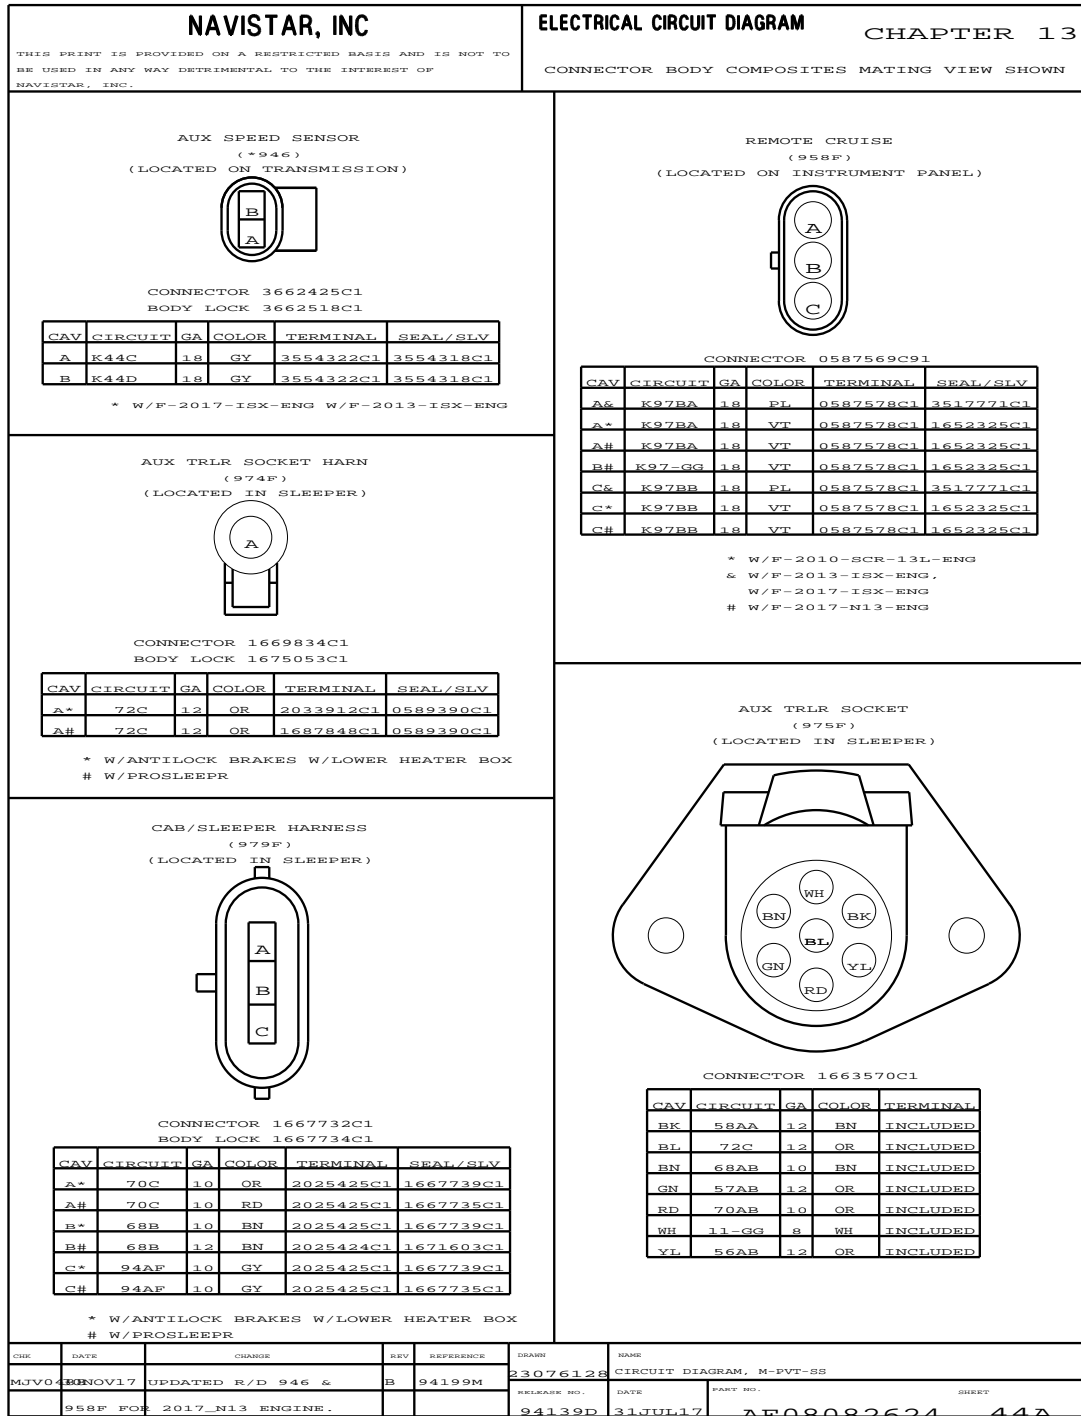 NAVISTAR, INC
THIS PRINT IS PROVIDED ON A RESTRICTED BASIS AND IS NOT TO
BE USED IN ANY WAY DETRIMENTAL TO THE INTEREST OF
NAVISTAR, INC.
ELECTRICAL CIRCUIT DIAGRAM
CHAPTER 13
CONNECTOR BODY COMPOSITES MATING VIEW SHOWN
AUX SPEED SENSOR
(*946)
(LOCATED ON TRANSMISSION)
B
A
CONNECTOR 3662425C1
BODY LOCK 3662518C1
CAV CIRCUIT GA COLOR TERMINAL SEAL/SLV
A K44C 18 GY 3554322C1 3554318C1
B K44D 18 GY 3554322C1 3554318C1
* W/F-2017-ISX-ENG W/F-2013-ISX-ENG
AUX TRLR SOCKET HARN
(974F)
(LOCATED IN SLEEPER)
A
CONNECTOR 1669834C1
BODY LOCK 1675053C1
CAV CIRCUIT GA COLOR TERMINAL SEAL/SLV
A* 72C 12 OR 2033912C1 0589390C1
A# 72C 12 OR 1687848C1 0589390C1
* W/ANTILOCK BRAKES W/LOWER HEATER BOX
# W/PROSLEEPR
CAB/SLEEPER HARNESS
(979F)
(LOCATED IN SLEEPER)
A
B
C
CONNECTOR 1667732C1
BODY LOCK 1667734C1
CAV CIRCUIT GA COLOR TERMINAL SEAL/SLV
A* 70C 10 OR 2025425C1 1667739C1
A# 70C 10 RD 2025425C1 1667735C1
B* 68B 10 BN 2025425C1 1667739C1
B# 68B 12 BN 2025424C1 1671603C1
C* 94AF 10 GY 2025425C1 1667739C1
C# 94AF 10 GY 2025425C1 1667735C1
* W/ANTILOCK BRAKES W/LOWER HEATER BOX
# W/PROSLEEPR
REMOTE CRUISE
(958F)
(LOCATED ON INSTRUMENT PANEL)
A
B
C
CONNECTOR 0587569C91
CAV CIRCUIT GA COLOR TERMINAL SEAL/SLV
A& K97BA 18 PL 0587578C1 3517771C1
A* K97BA 18 VT 0587578C1 1652325C1
A# K97BA 18 VT 0587578C1 1652325C1
B# K97-GG 18 VT 0587578C1 1652325C1
C& K97BB 18 PL 0587578C1 3517771C1
C* K97BB 18 VT 0587578C1 1652325C1
C# K97BB 18 VT 0587578C1 1652325C1
* W/F-2010-SCR-13L-ENG
& W/F-2013-ISX-ENG,
W/F-2017-ISX-ENG
# W/F-2017-N13-ENG
AUX TRLR SOCKET
(975F)
(LOCATED IN SLEEPER)
WH
BN BK
BL
GN YL
RD
CONNECTOR 1663570C1
CAV CIRCUIT GA COLOR TERMINAL
BK 58AA 12 BN INCLUDED
BL 72C 12 OR INCLUDED
BN 68AB 10 BN INCLUDED
GN 57AB 12 OR INCLUDED
RD 70AB 10 OR INCLUDED
WH 11-GG 8 WH INCLUDED
YL 56AB 12 OR INCLUDED
CHK DATE CHANGE REV REFERENCE
30NOV17 UPDATED R/D 946 & B 94199M
958F FOR 2017_N13 ENGINE.
DRAWN
23076128
NAME
CIRCUIT DIAGRAM, M-PVT-SS
RELEASE NO.
94139D
DATE
31JUL17
PART NO.
AF08082624
SHEET
44A